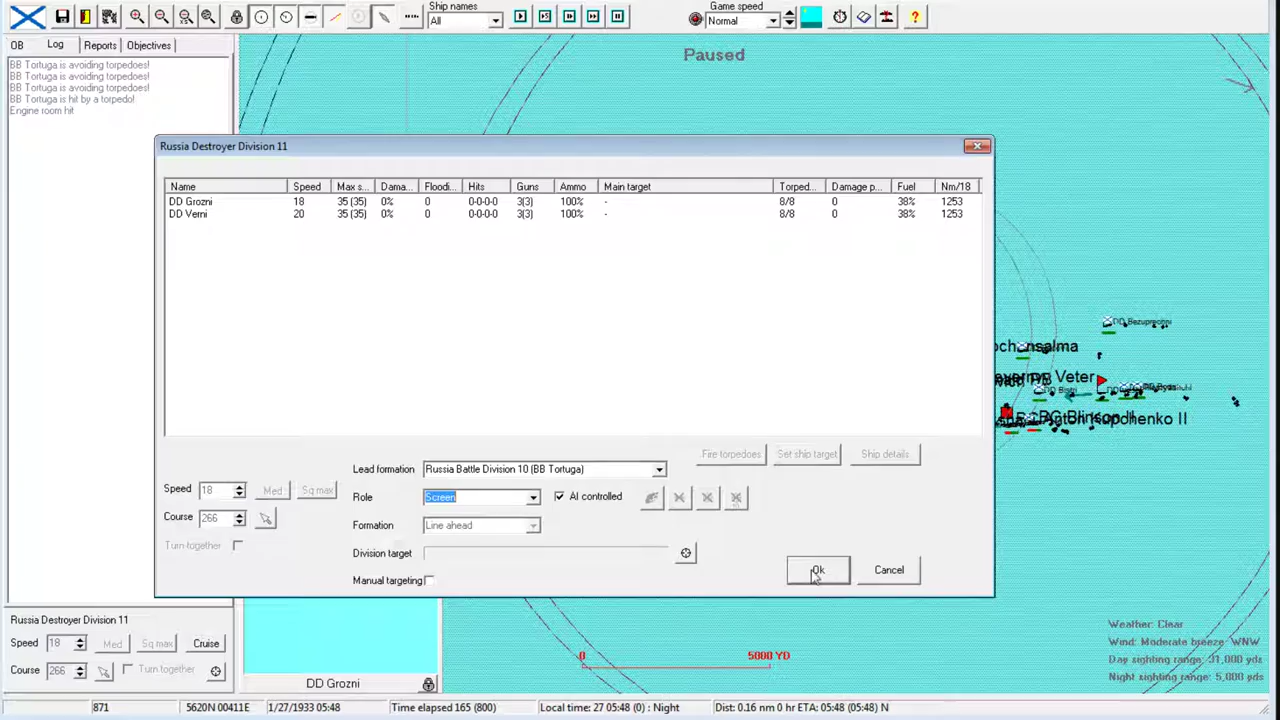 Ship names
All
Game speed
Normal
OB
Log
Reports
Objectives
Paused
BB Tortuga is avoiding torpedoes!
BB Tortuga is avoiding torpedoes!
BB Tortuga is avoiding torpedoes!
BB Tortuga is hit by a torpedo!
Engine room hit
Russia Destroyer Division 11
Name Speed Max s... Dama... Floodi... Hits Guns Ammo Main target Torped... Damage p... Fuel Nm/18
DD Grozni 18 35 (35) 0% 0 0-0-0-0 3(3) 100% - 8/8 0 38% 1253
DD Verni 20 35 (35) 0% 0 0-0-0-0 3(3) 100% - 8/8 0 38% 1253
DD Bezuprechni
Veter
Kupchenko II
Fire torpedoes
Set ship target
Ship details
Lead formation Russia Battle Division 10 (BB Tortuga)
Speed 18 Med Sq max
Role Screen AI controlled
Course 266
Formation Line ahead
Turn together
Division target
Manual targeting
Ok
Cancel
Russia Destroyer Division 11
Speed 18 Med Sq max Cruise
Course 266 Turn together
DD Grozni
0 5000 YD
Weather: Clear
Wind: Moderate breeze WNW
Day sighting range: 31,000 yds
Night sighting range: 5,000 yds
871
5620N 00411E
1/27/1933 05:48
Time elapsed 165 (800)
Local time: 27 05:48 (0) : Night
Dist: 0.16 nm 0 hr ETA: 05:48 (05:48) N